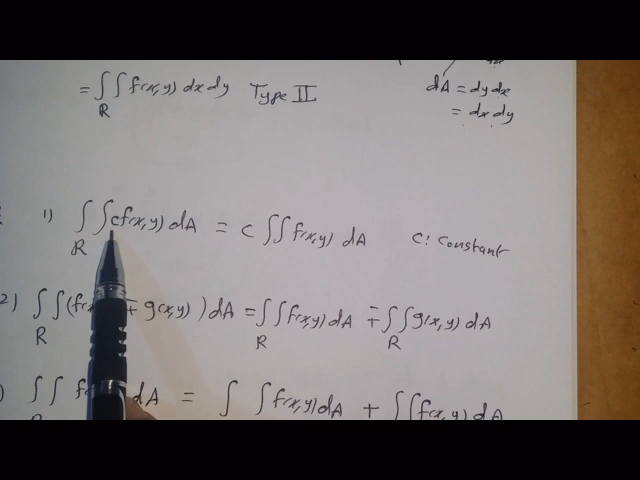 = ∫∫ f(x,y) dx dy Type II
R
dA = dy dx
= dx dy
1) ∫∫ c f(x,y) dA = c ∫∫ f(x,y) dA c: constant
R
2) ∫∫ (f(x ∓ g(x,y)) dA = ∫∫ f(x,y) dA ∓ ∫∫ g(x,y) dA
R R R
) ∫∫ f(x dA = ∫ ∫ f(x,y) dA + ∫∫ f(x,y) dA